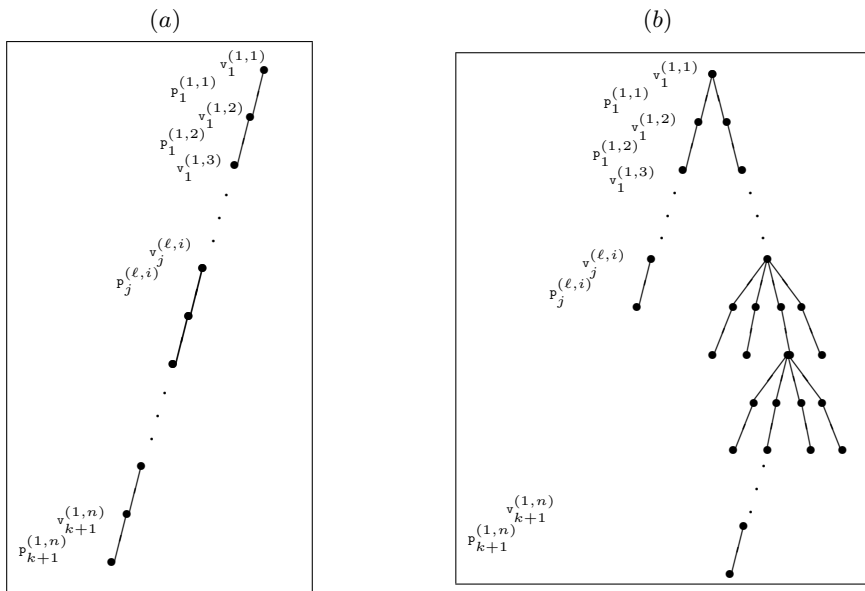 (a)
v_1^{(1,1)}
p_1^{(1,1)}
v_1^{(1,2)}
p_1^{(1,2)}
v_1^{(1,3)}
v_j^{(ℓ,i)}
p_j^{(ℓ,i)}
v_{k+1}^{(1,n)}
p_{k+1}^{(1,n)}
(b)
v_1^{(1,1)}
p_1^{(1,1)}
v_1^{(1,2)}
p_1^{(1,2)}
v_1^{(1,3)}
v_j^{(ℓ,i)}
p_j^{(ℓ,i)}
v_{k+1}^{(1,n)}
p_{k+1}^{(1,n)}